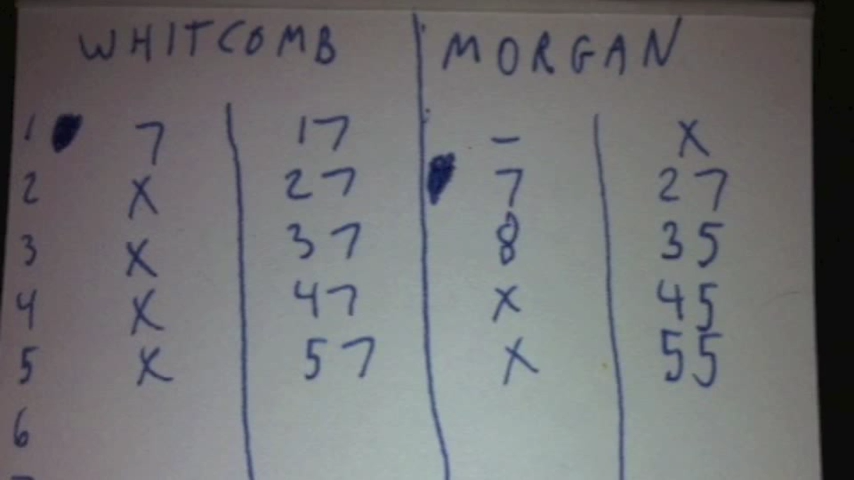 WHITCOMB MORGAN
1 7 17 – X
2 X 27 7 27
3 X 37 8 35
4 X 47 X 45
5 X 57 X 55
6